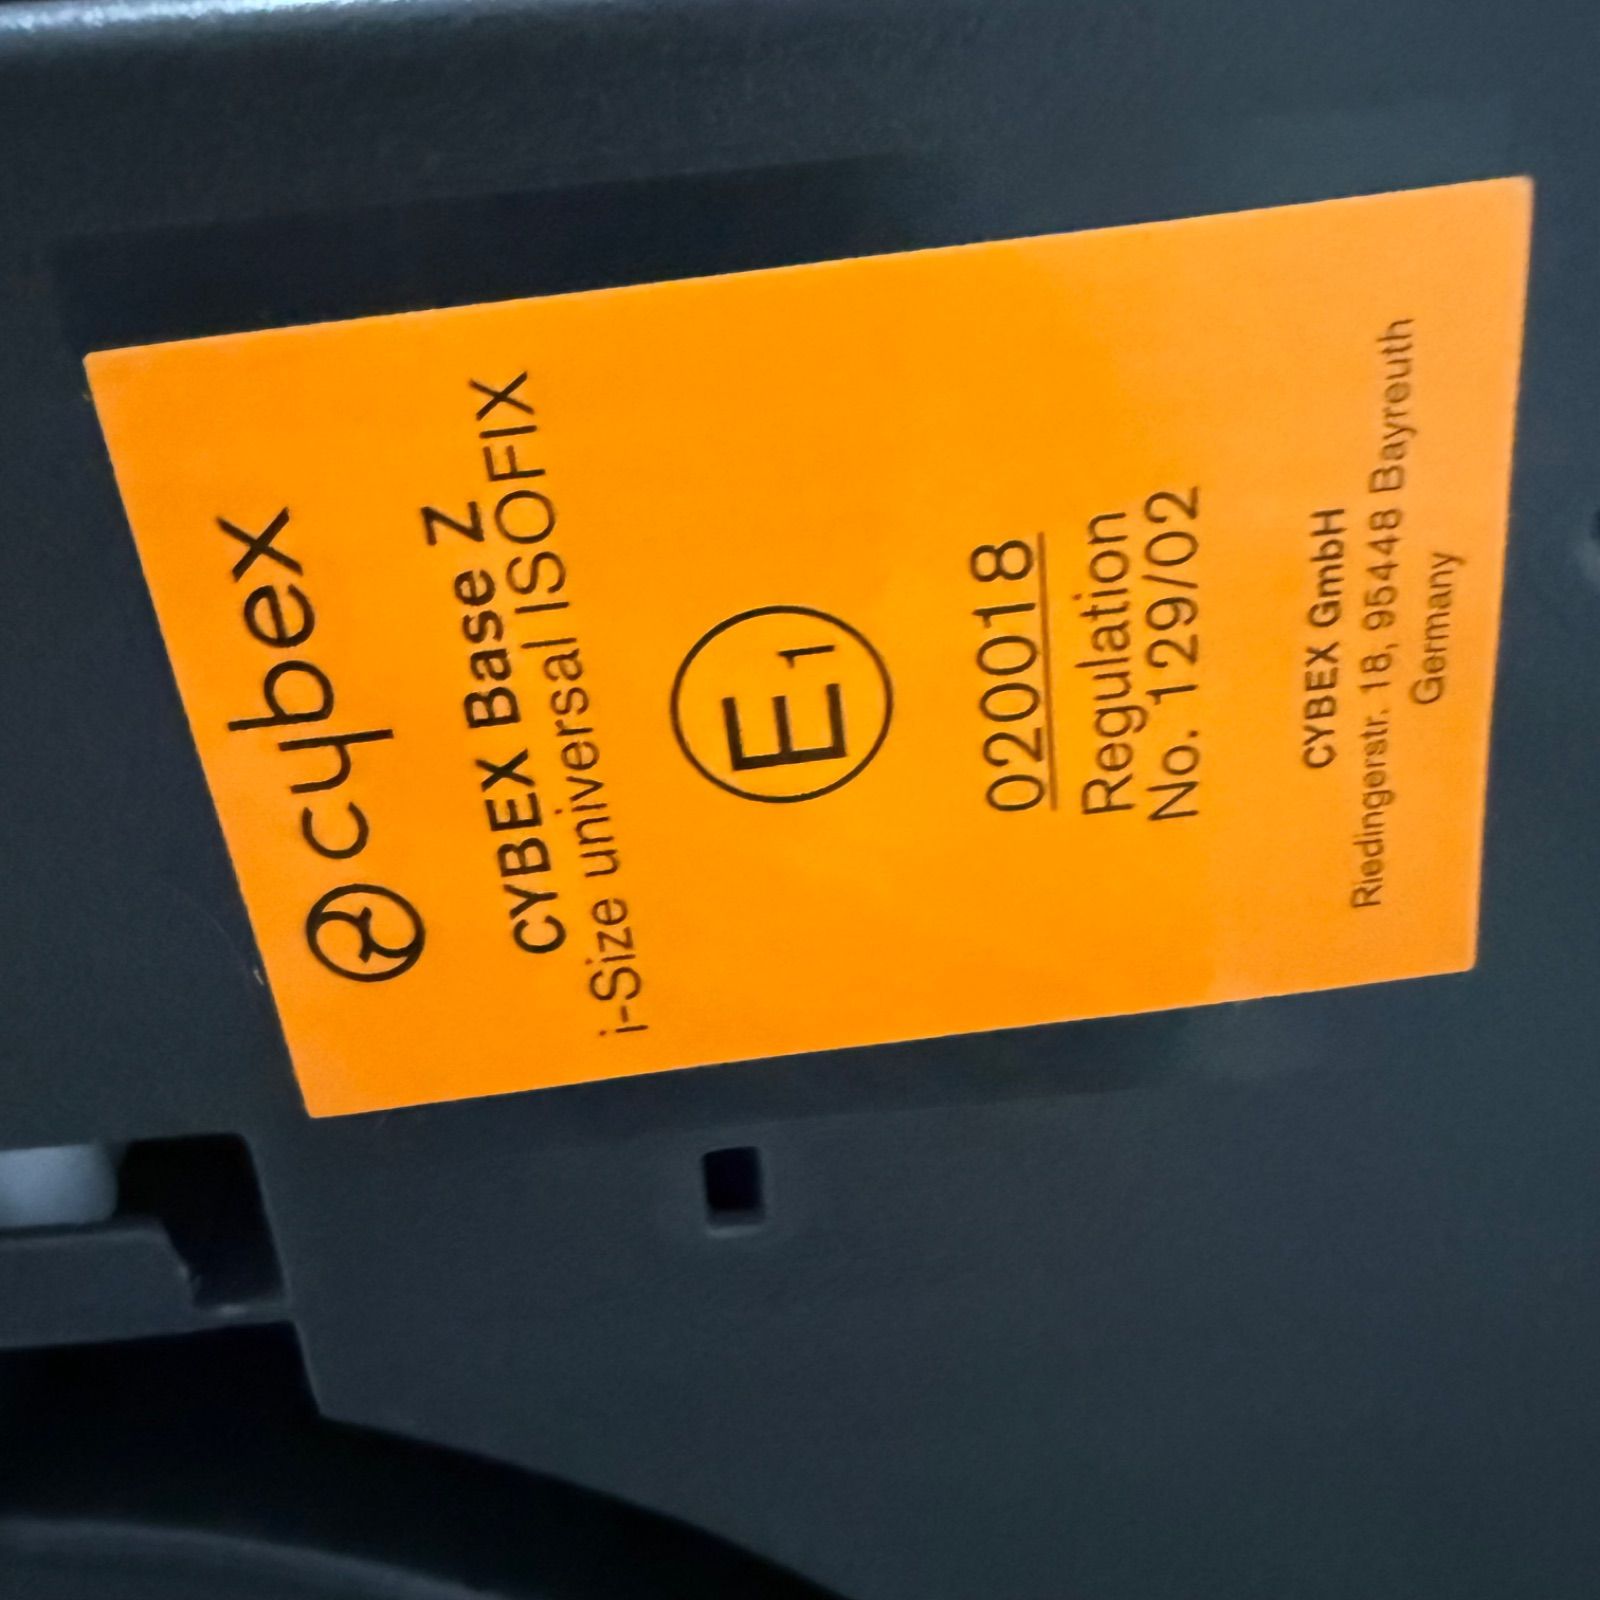 cybex
CYBEX Base Z
i-Size universal ISOFIX
E1
020018
Regulation
No. 129/02
CYBEX GmbH
Riedingerstr. 18, 95448 Bayreuth
Germany